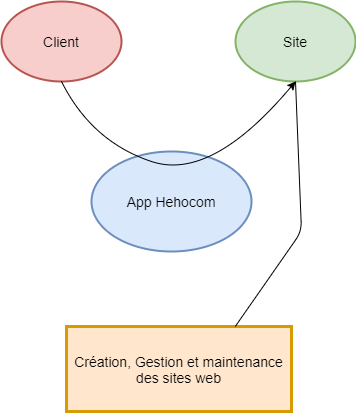 Client
Site
App Hehocom
Création, Gestion et maintenance
des sites web